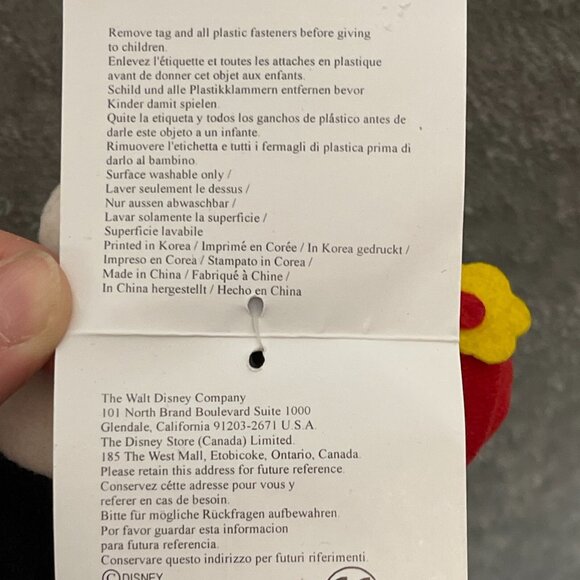 Remove tag and all plastic fasteners before giving
to children.
Enlevez l'étiquette et toutes les attaches en plastique
avant de donner cet objet aux enfants.
Schild und alle Plastikklammern entfernen bevor
Kinder damit spielen.
Quite la etiqueta y todos los ganchos de plástico antes de
darle este objeto a un infante.
Rimuovere l'etichetta e tutti i fermagli di plastica prima di
darlo al bambino.
Surface washable only /
Laver seulement le dessus /
Nur aussen abwaschbar /
Lavar solamente la superficie /
Superficie lavabile
Printed in Korea / Imprimé en Corée / In Korea gedruckt /
Impreso en Corea / Stampato in Corea /
Made in China / Fabriqué à Chine /
In China hergestellt / Hecho en China
The Walt Disney Company
101 North Brand Boulevard Suite 1000
Glendale, California 91203-2671 U.S.A.
The Disney Store (Canada) Limited.
185 The West Mall, Etobicoke, Ontario, Canada.
Please retain this address for future reference.
Conservez cétte adresse pour vous y
referer en cas de besoin.
Bitte für mögliche Rückfragen aufbewahren.
Por favor guardar esta informacion
para futura referencia.
Conservare questo indirizzo per futuri riferimenti.
©DISNEY